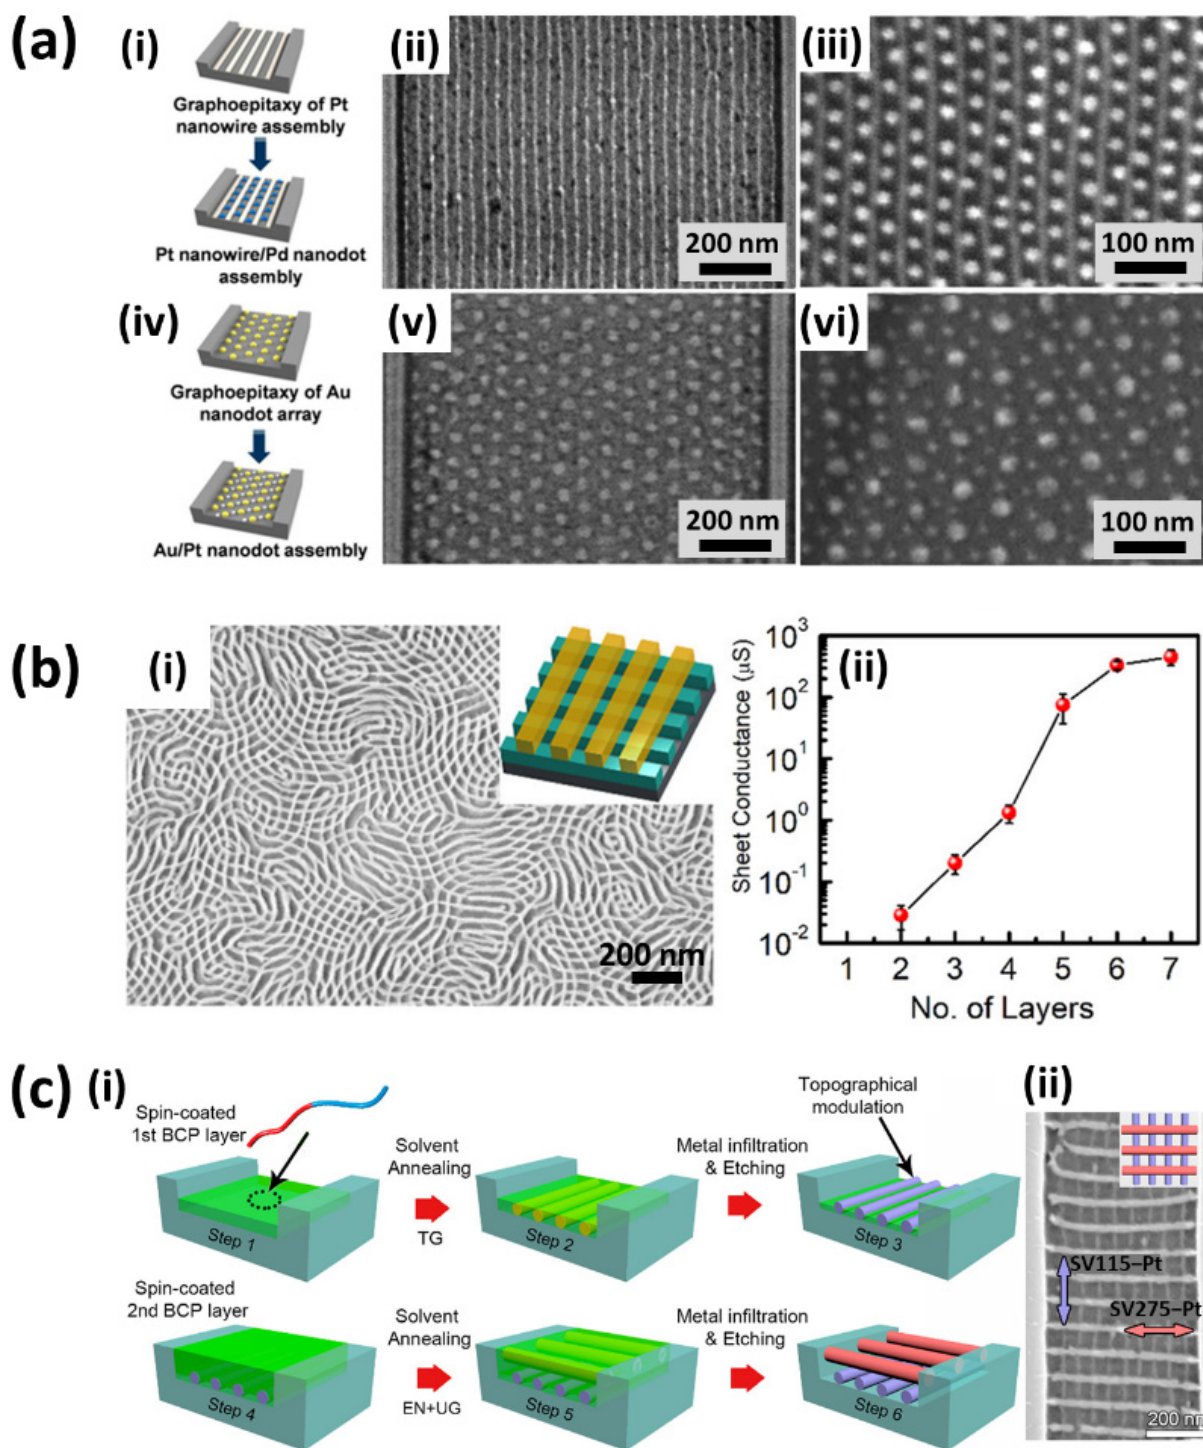 (a)
(i)
Graphoepitaxy of Pt
nanowire assembly
Pt nanowire/Pd nanodot
assembly
(ii)
200 nm
(iii)
100 nm
(iv)
Graphoepitaxy of Au
nanodot array
Au/Pt nanodot assembly
(v)
200 nm
(vi)
100 nm
(b)
(i)
200 nm
(ii)
Sheet Conductance (µS)
10³
10²
10¹
10⁰
10⁻¹
10⁻²
1 2 3 4 5 6 7
No. of Layers
(c)
(i)
Spin-coated
1st BCP layer
Step 1
Solvent
Annealing
TG
Step 2
Metal infiltration
& Etching
Topographical
modulation
Step 3
Spin-coated
2nd BCP layer
Step 4
Solvent
Annealing
EN+UG
Step 5
Metal infiltration
& Etching
Step 6
(ii)
SV115–Pt
SV275–Pt
200 nm